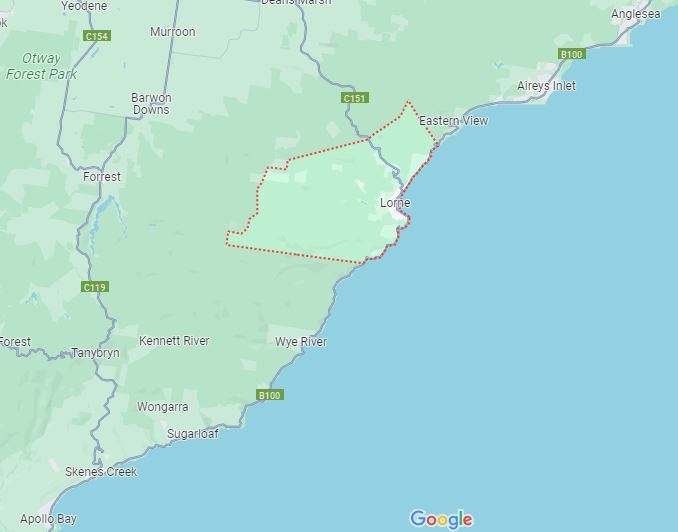 Yeodene
Deans Marsh
Anglesea
Murroon
C154
B100
Otway
Forest Park
Aireys Inlet
C151
Barwon
Downs
Eastern View
Forrest
Lorne
C119
Kennett River
Wye River
Forest
Tanybryn
B100
Wongarra
Sugarloaf
Skenes Creek
Apollo Bay
Google